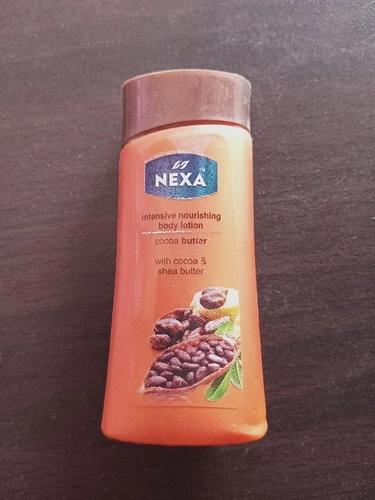 NEXA
intensive nourishing
body lotion
cocoa butter
with cocoa &
shea butter